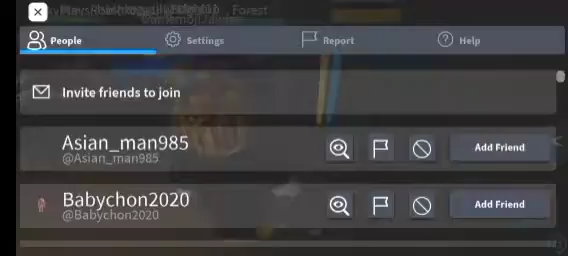 People
Settings
Report
Help
Invite friends to join
Asian_man985
@Asian_man985
Add Friend
Babychon2020
@Babychon2020
Add Friend